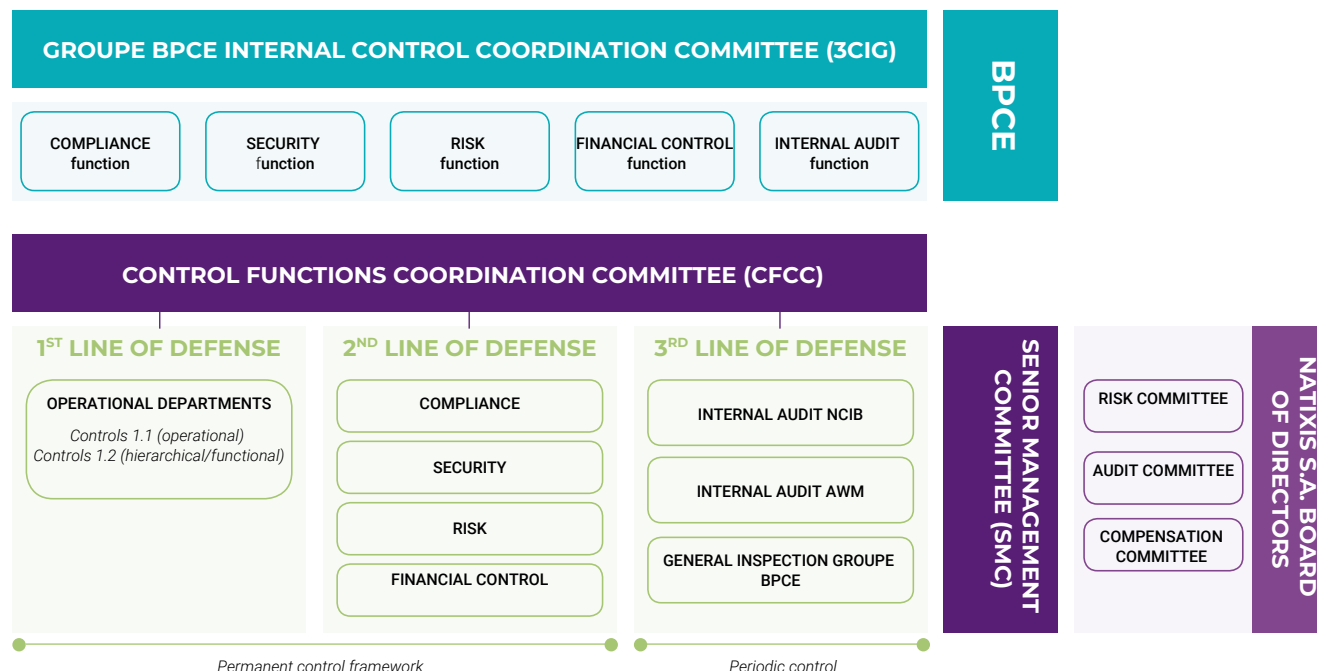 GROUPE BPCE INTERNAL CONTROL COORDINATION COMMITTEE (3CIG)
BPCE
COMPLIANCE
function
SECURITY
function
RISK
function
FINANCIAL CONTROL
function
INTERNAL AUDIT
function
CONTROL FUNCTIONS COORDINATION COMMITTEE (CFCC)
1ST LINE OF DEFENSE
OPERATIONAL DEPARTMENTS
Controls 1.1 (operational)
Controls 1.2 (hierarchical/functional)
2ND LINE OF DEFENSE
COMPLIANCE
SECURITY
RISK
FINANCIAL CONTROL
3RD LINE OF DEFENSE
INTERNAL AUDIT NCIB
INTERNAL AUDIT AWM
GENERAL INSPECTION GROUPE
BPCE
SENIOR MANAGEMENT
COMMITTEE (SMC)
RISK COMMITTEE
AUDIT COMMITTEE
COMPENSATION
COMMITTEE
NATIXIS S.A. BOARD
OF DIRECTORS
Permanent control framework
Periodic control